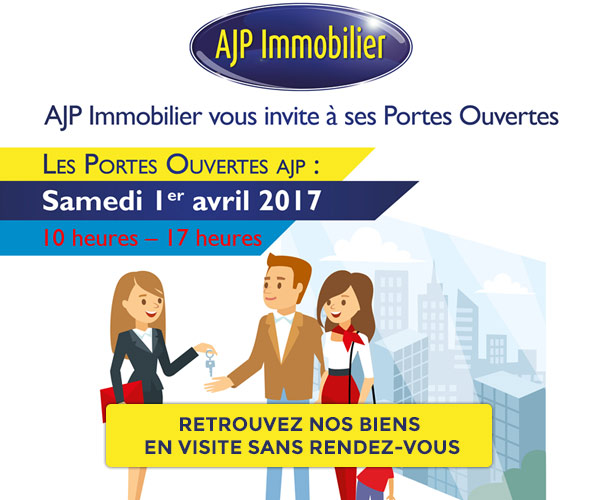 AJP Immobilier
AJP Immobilier vous invite à ses Portes Ouvertes
Les Portes Ouvertes AJP :
Samedi 1er avril 2017
10 heures – 17 heures
RETROUVEZ NOS BIENS
EN VISITE SANS RENDEZ-VOUS